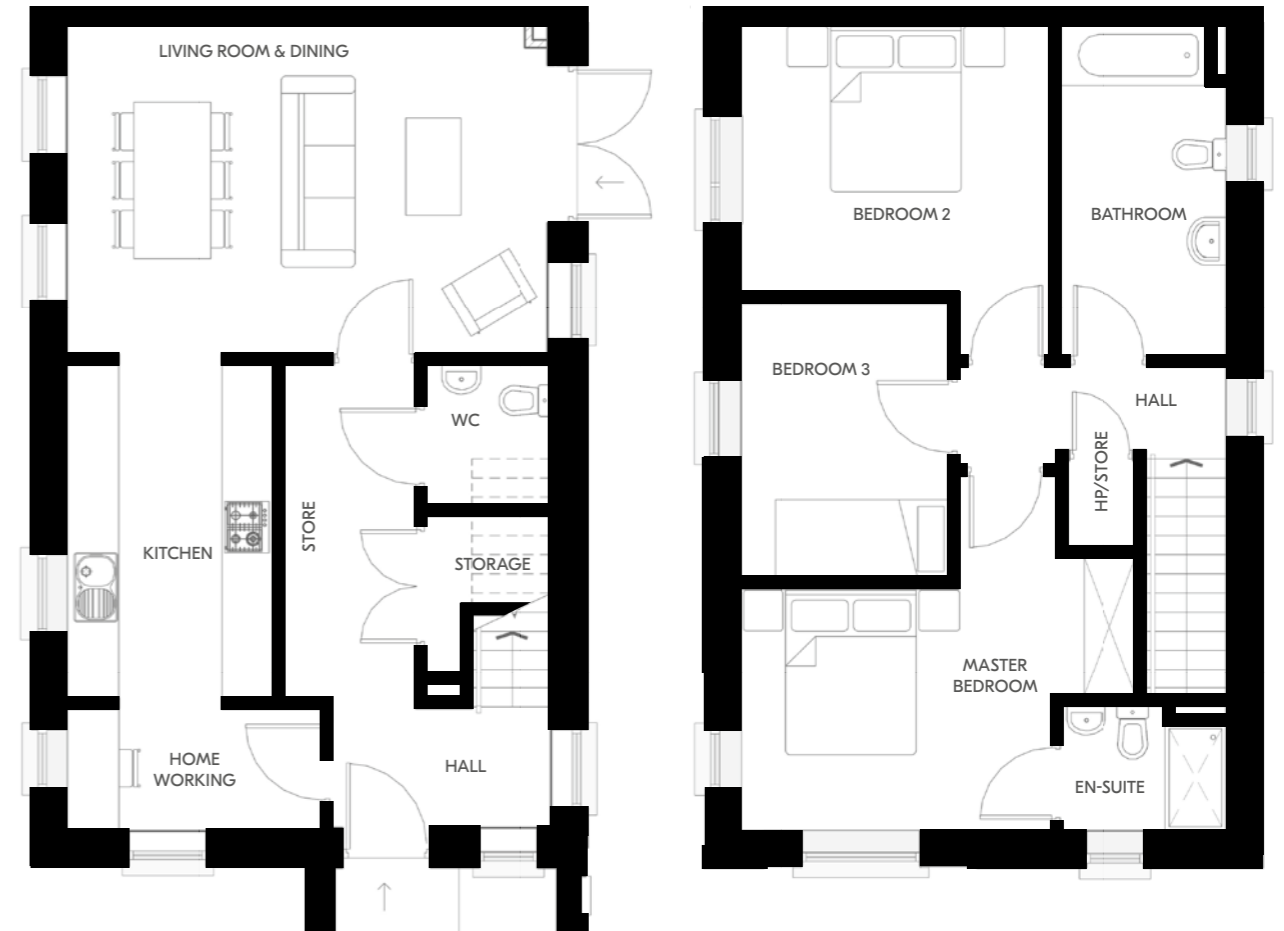 LIVING ROOM & DINING
WC
STORE
KITCHEN
STORAGE
HOME
WORKING
HALL
BEDROOM 2
BATHROOM
BEDROOM 3
HALL
HP/STORE
MASTER
BEDROOM
EN-SUITE